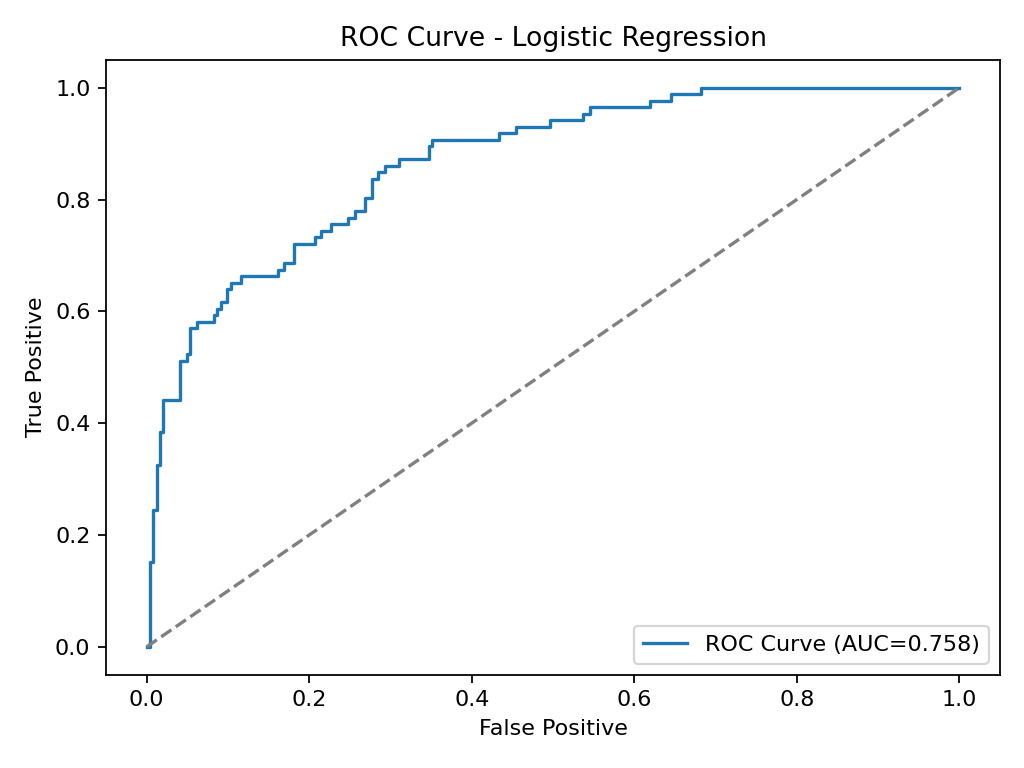 ROC Curve - Logistic Regression
1.0
0.8
0.6
0.4
0.2
0.0
True Positive
0.0 0.2 0.4 0.6 0.8 1.0
False Positive
ROC Curve (AUC=0.758)